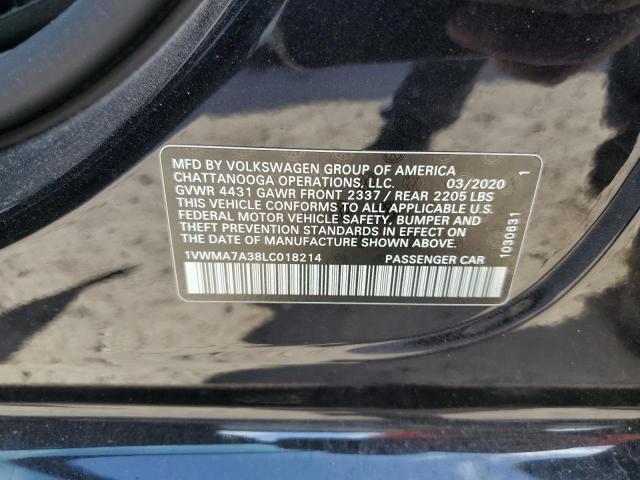 MFD BY VOLKSWAGEN GROUP OF AMERICA
CHATTANOOGA OPERATIONS, LLC. 03/2020
GVWR 4431 GAWR FRONT 2337 / REAR 2205 LBS
THIS VEHICLE CONFORMS TO ALL APPLICABLE U.S.
FEDERAL MOTOR VEHICLE SAFETY, BUMPER AND
THEFT PREVENTION STANDARDS IN EFFECT ON
THE DATE OF MANUFACTURE SHOWN ABOVE.
1VWMA7A38LC018214 PASSENGER CAR
1030631 1